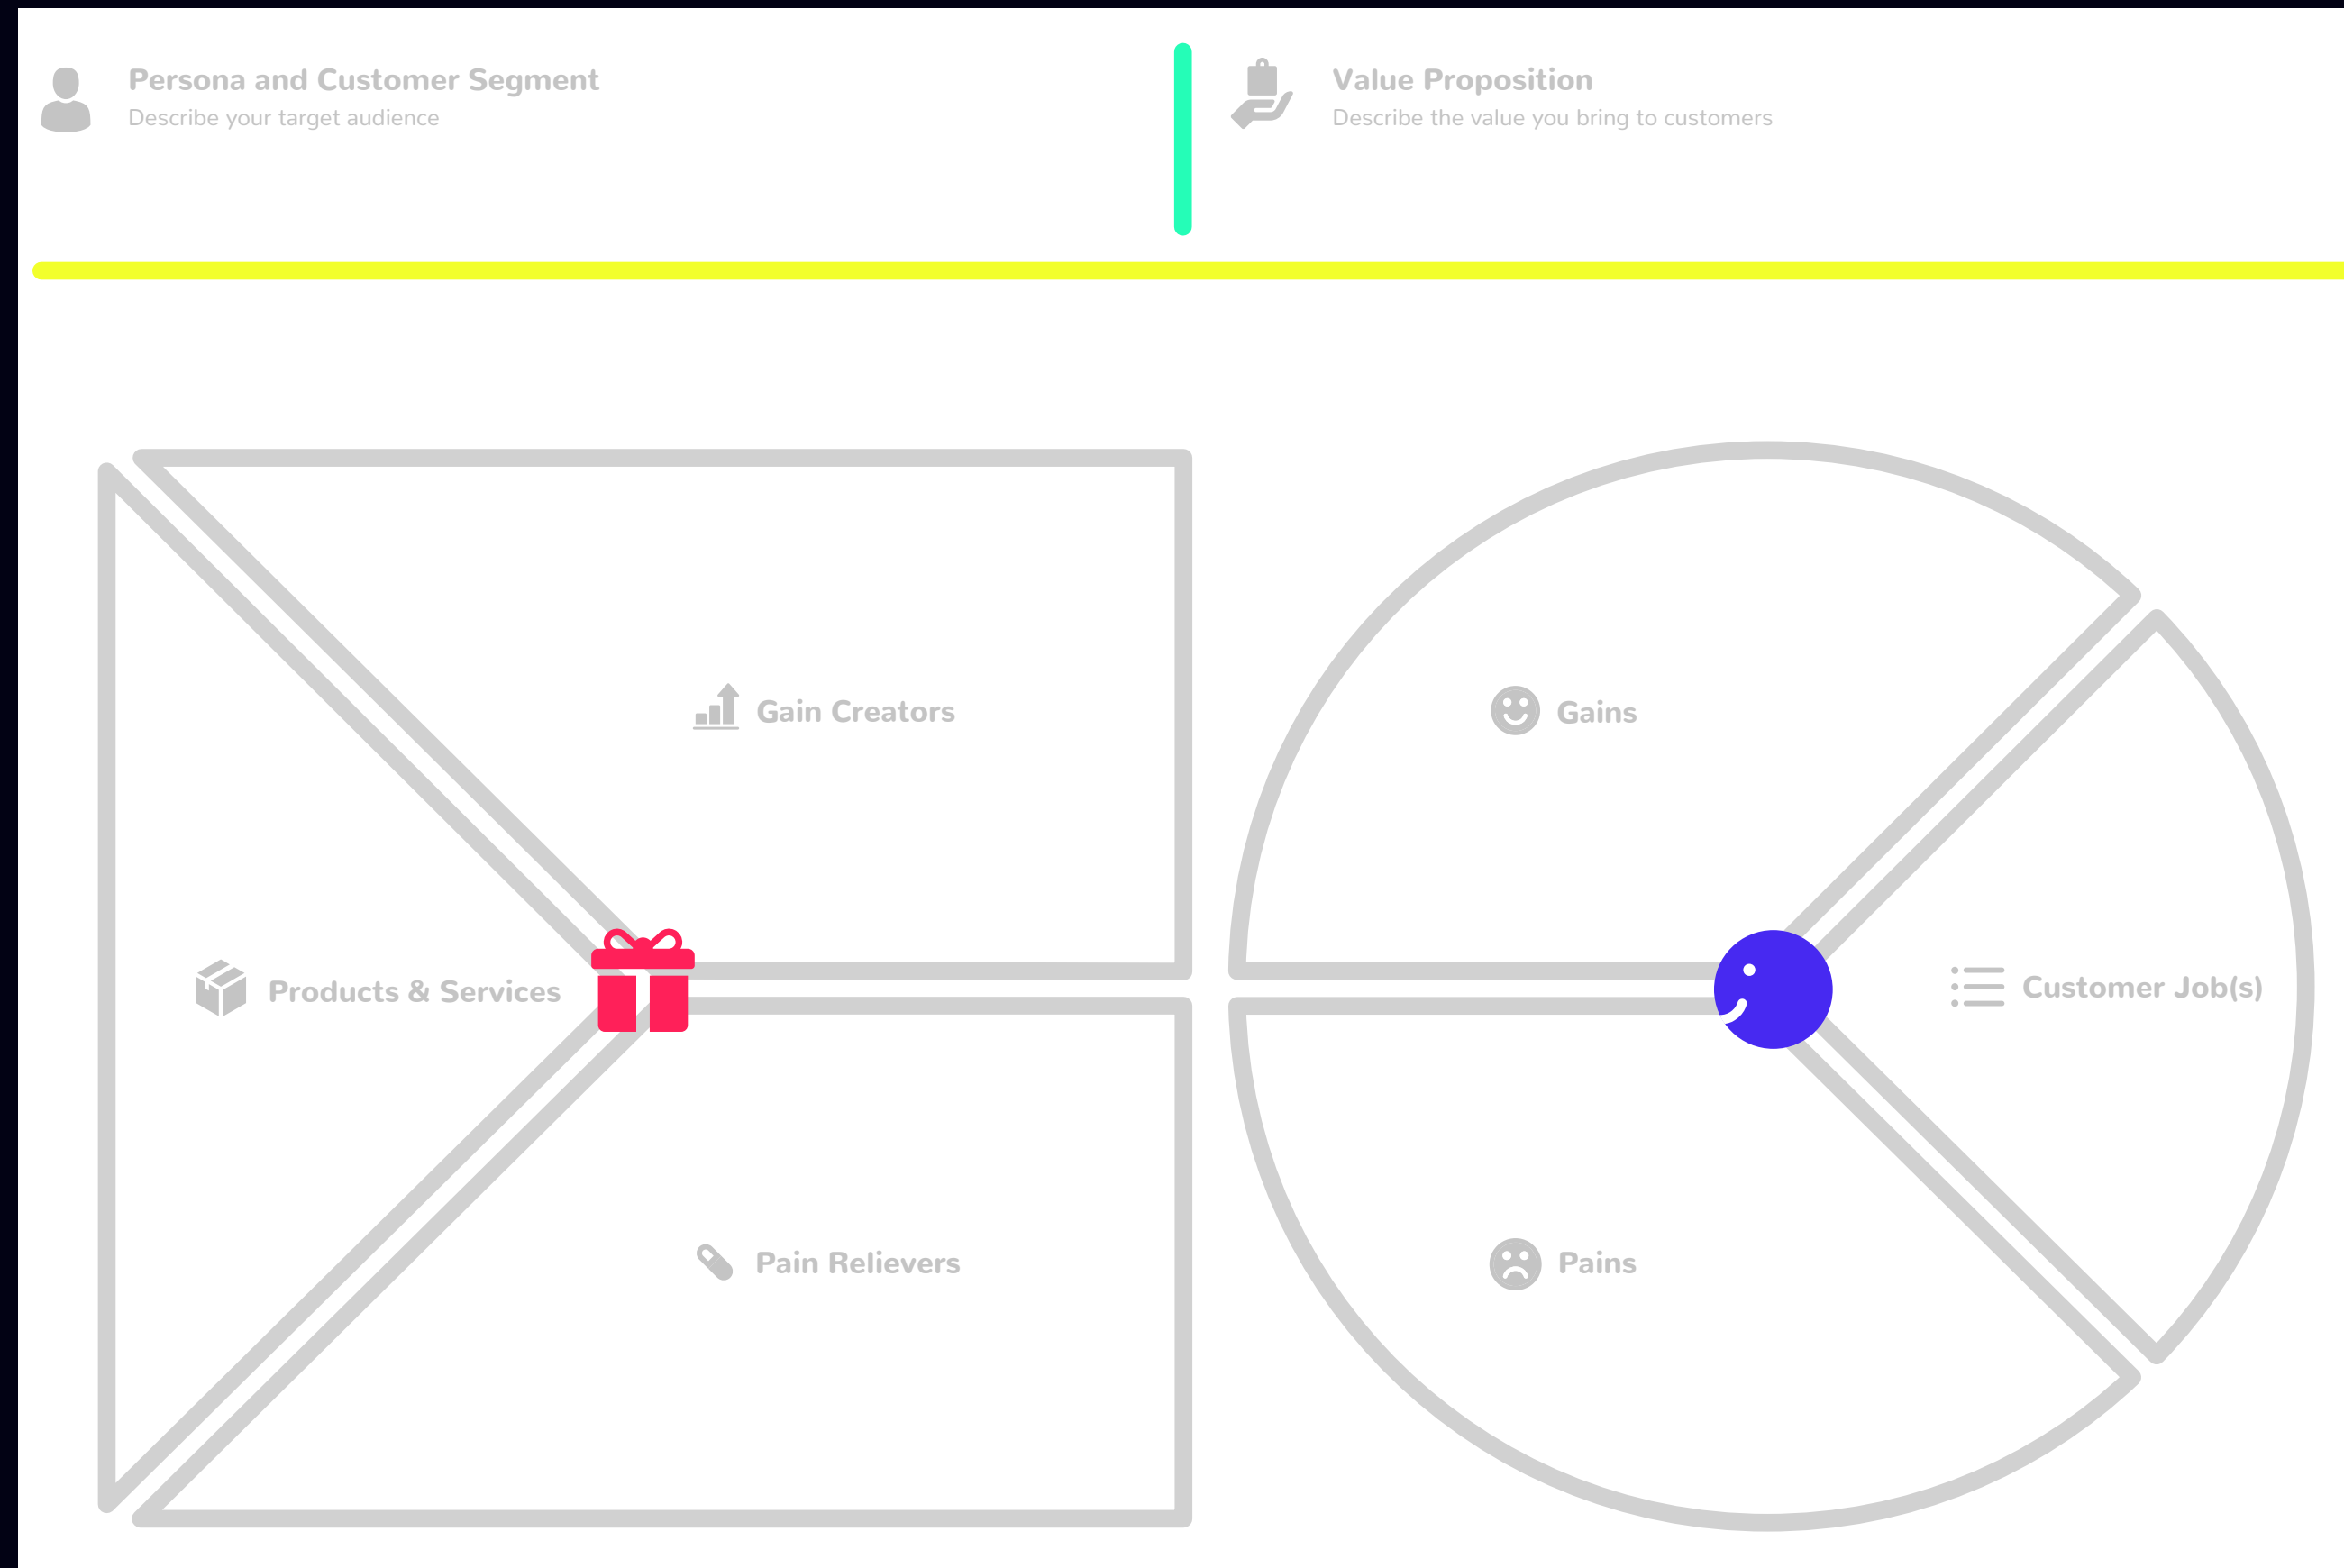 Persona and Customer Segment
Describe your target audience
Value Proposition
Describe the value you bring to customers
Gain Creators
Gains
Products & Services
Customer Job(s)
Pain Relievers
Pains